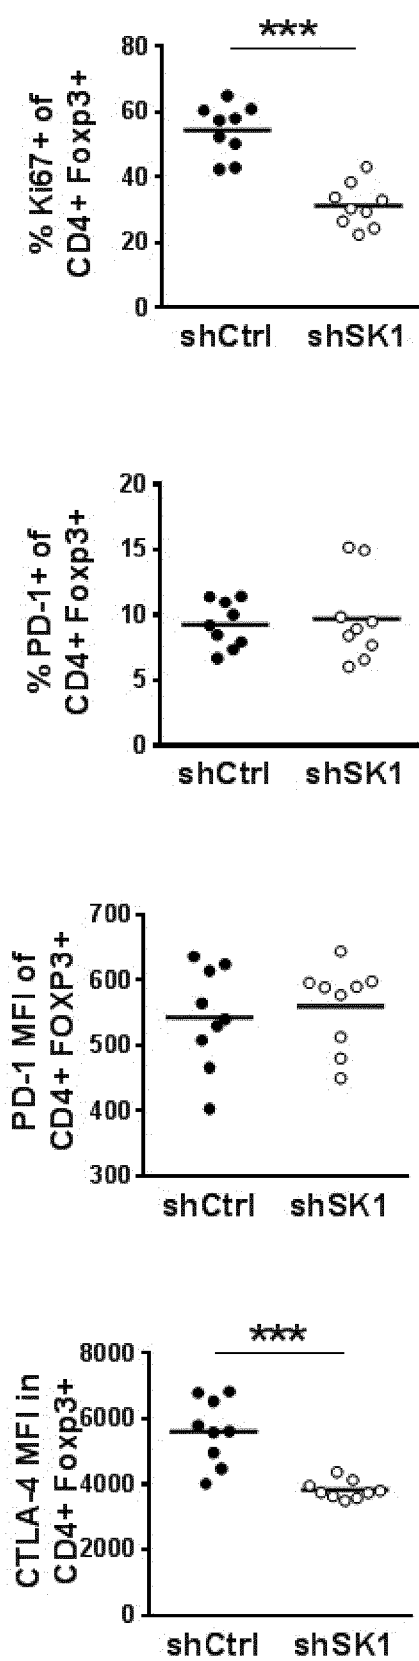 ***
80
60
40
20
0
% Ki67+ of
CD4+ Foxp3+
shCtrl shSK1
20
15
10
5
0
%PD-1+ of
CD4+ Foxp3+
shCtrl shSK1
700
600
500
400
300
PD-1 MFI of
CD4+ FOXP3+
shCtrl shSK1
***
8000
6000
4000
2000
0
CTLA-4 MFI in
CD4+ Foxp3+
shCtrl shSK1